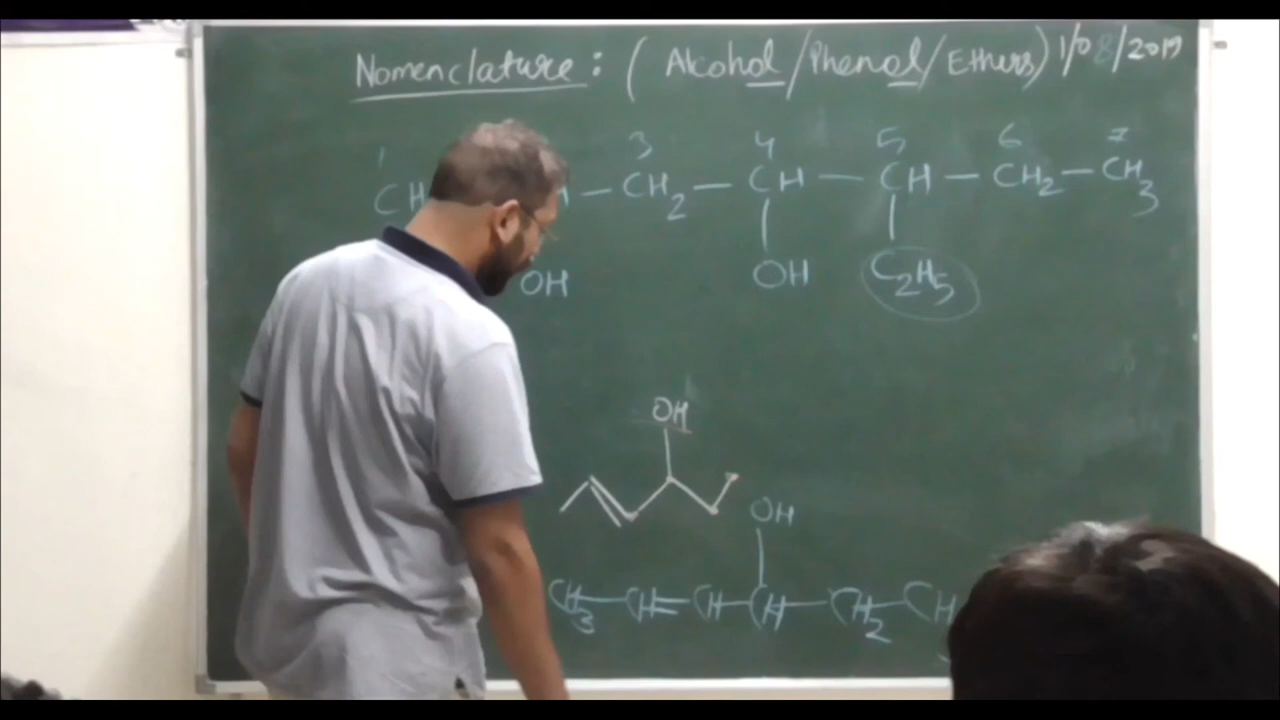 Nomenclature: (Alcohol/Phenol/Ethers) 1/08/2019
1 3 4 5 6 7
CH H — CH2 — CH — CH — CH2 — CH3
OH OH C2H5
OH
OH
CH3 — CH = CH — CH — CH2 — CH